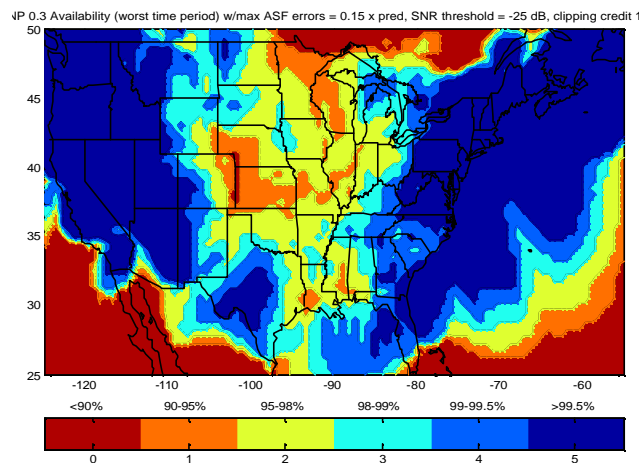 NP 0.3 Availability (worst time period) w/max ASF errors = 0.15 x pred, SNR threshold = -25 dB, clipping credit 1
50
45
40
35
30
25
-120 -110 -100 -90 -80 -70 -60
<90% 90-95% 95-98% 98-99% 99-99.5% >99.5%
0 1 2 3 4 5